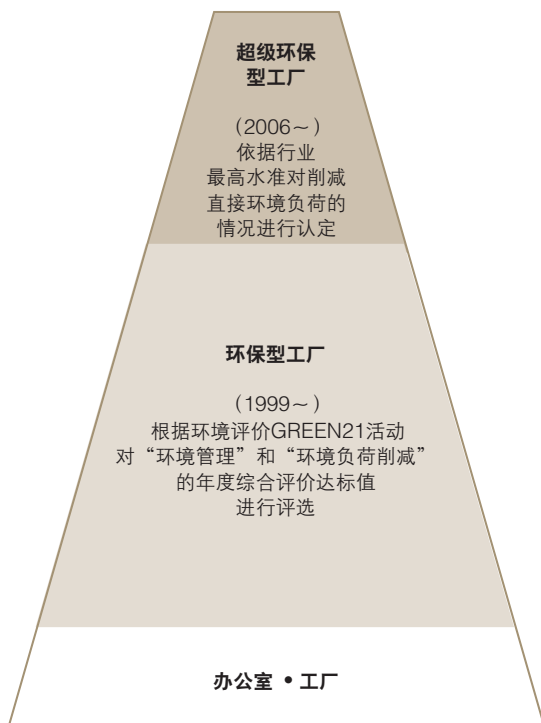 超级环保
型工厂
（2006～）
依据行业
最高水准对削减
直接环境负荷的
情况进行认定
环保型工厂
（1999～）
根据环境评价GREEN21活动
对“环境管理”和“环境负荷削减”
的年度综合评价达标值
进行评选
办公室 • 工厂